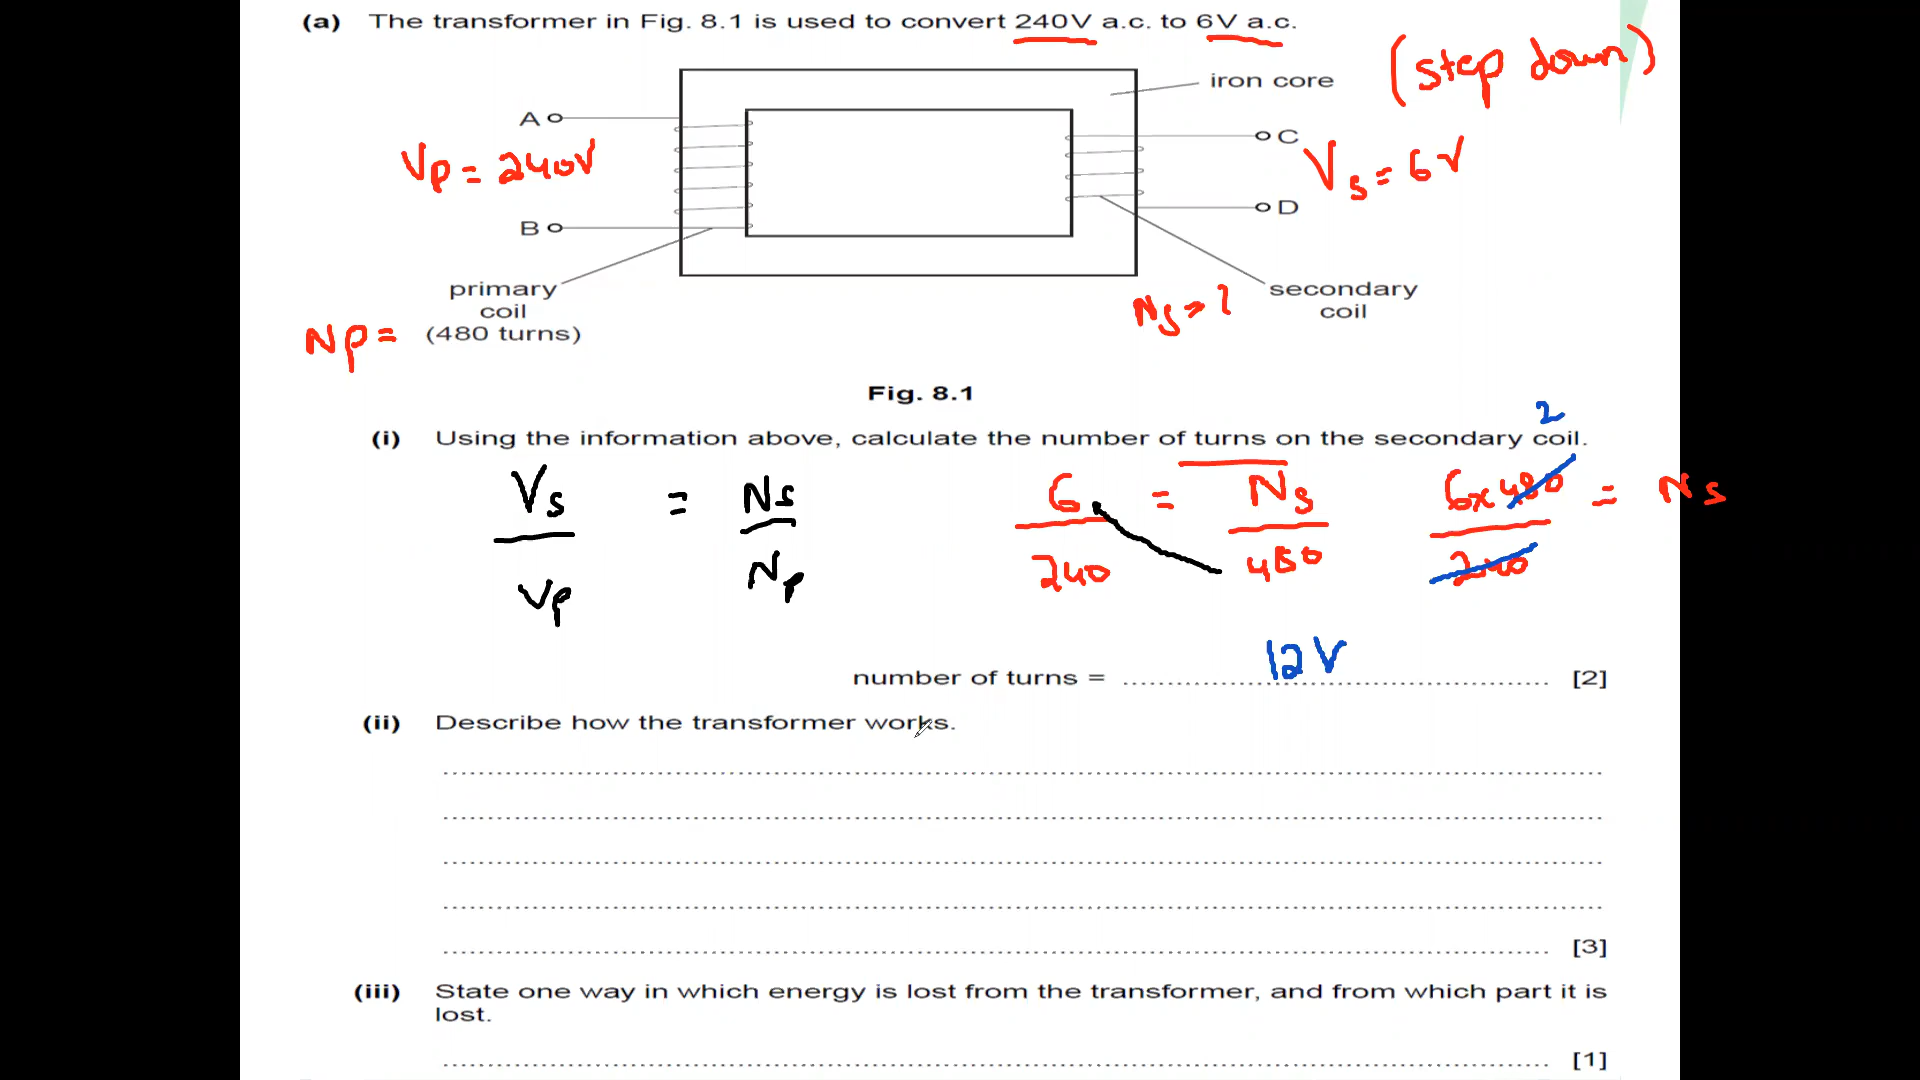 (a) The transformer in Fig. 8.1 is used to convert 240V a.c. to 6V a.c.
(step down)
iron core
A
C
Vp = 240V
Vs = 6V
B
D
primary coil (480 turns)
Np =
Ns = ?
secondary coil
Fig. 8.1
(i) Using the information above, calculate the number of turns on the secondary coil.
Vs / Vp = Ns / Np
6 / 240 = Ns / 480
2
6x480 / 240 = Ns
number of turns = 12V [2]
(ii) Describe how the transformer works.
[3]
(iii) State one way in which energy is lost from the transformer, and from which part it is
lost.
[1]